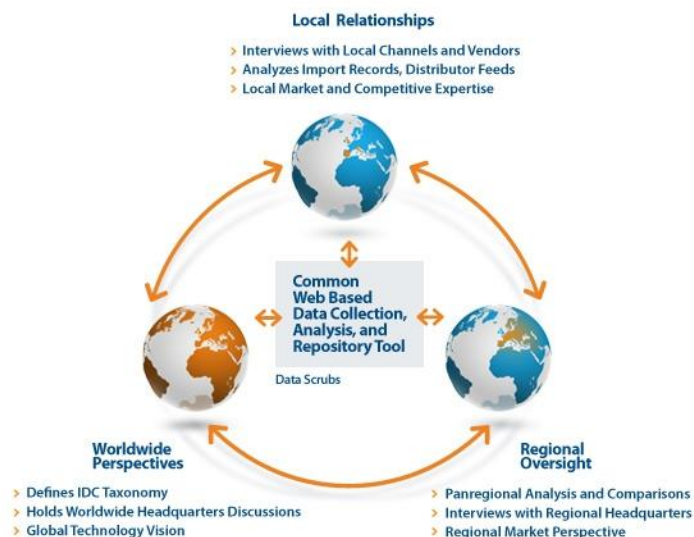 Local Relationships
> Interviews with Local Channels and Vendors
> Analyzes Import Records, Distributor Feeds
> Local Market and Competitive Expertise
Common
Web Based
Data Collection,
Analysis, and
Repository Tool
Data Scrubs
Worldwide
Perspectives
> Defines IDC Taxonomy
> Holds Worldwide Headquarters Discussions
> Global Technology Vision
Regional
Oversight
> Panregional Analysis and Comparisons
> Interviews with Regional Headquarters
> Regional Market Perspective